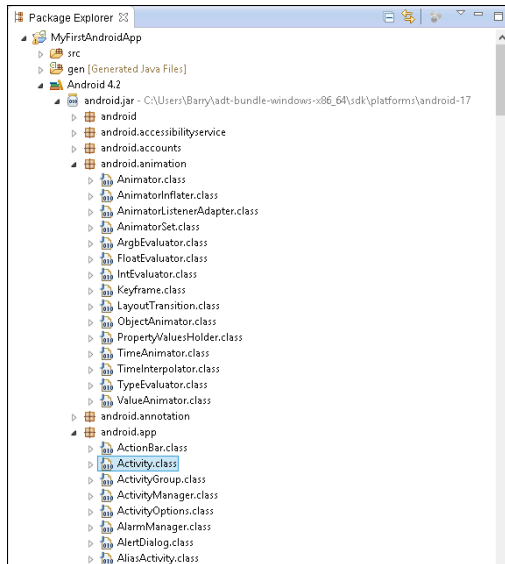 Package Explorer
MyFirstAndroidApp
src
gen [Generated Java Files]
Android 4.2
android.jar - C:\Users\Barry\adt-bundle-windows-x86_64\sdk\platforms\android-17
android
android.accessibilityservice
android.accounts
android.animation
Animator.class
AnimatorInflater.class
AnimatorListenerAdapter.class
AnimatorSet.class
ArgbEvaluator.class
FloatEvaluator.class
IntEvaluator.class
Keyframe.class
LayoutTransition.class
ObjectAnimator.class
PropertyValuesHolder.class
TimeAnimator.class
TimeInterpolator.class
TypeEvaluator.class
ValueAnimator.class
android.annotation
android.app
ActionBar.class
Activity.class
ActivityGroup.class
ActivityManager.class
ActivityOptions.class
AlarmManager.class
AlertDialog.class
AliasActivity.class